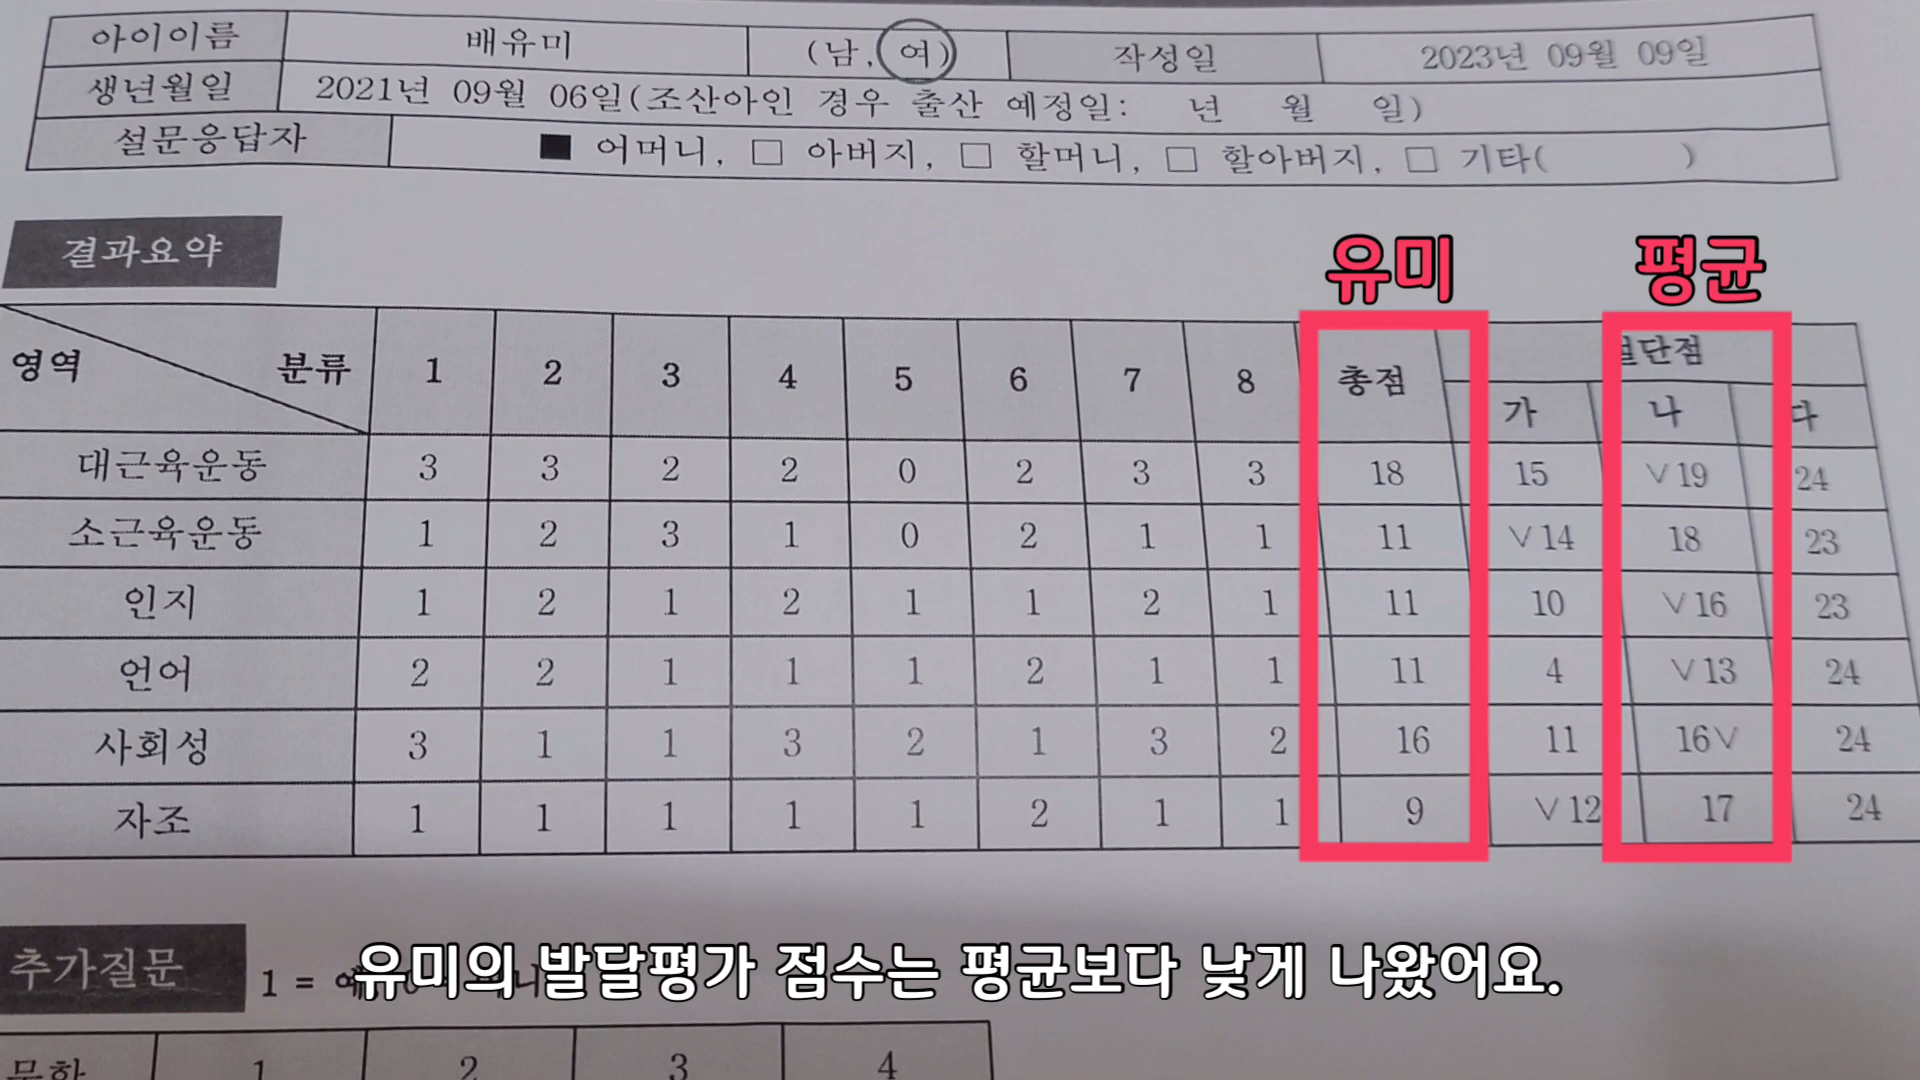 아이이름 배유미 (남, 여) 작성일 2023년 09월 09일
생년월일 2021년 09월 06일(조산아인 경우 출산 예정일: 년 월 일)
설문응답자 ■ 어머니, □ 아버지, □ 할머니, □ 할아버지, □ 기타( )
결과요약
유미 평균
영역 분류 1 2 3 4 5 6 7 8 총점 절단점
가 나 다
대근육운동 3 3 2 2 0 2 3 3 18 15 ∨19 24
소근육운동 1 2 3 1 0 2 1 1 11 ∨14 18 23
인지 1 2 1 2 1 1 2 1 11 10 ∨16 23
언어 2 2 1 1 1 2 1 1 11 4 ∨13 24
사회성 3 1 1 3 2 1 3 2 16 11 16∨ 24
자조 1 1 1 1 1 2 1 1 9 ∨12 17 24
추가질문 1 =
유미의 발달평가 점수는 평균보다 낮게 나왔어요.
문항 1 2 3 4